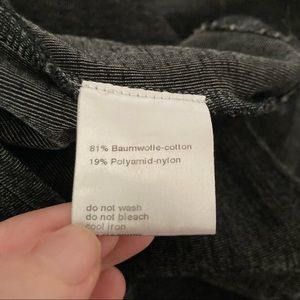 81% Baumwolle-cotton
19% Polyamid-nylon
do not wash
do not bleach
cool iron